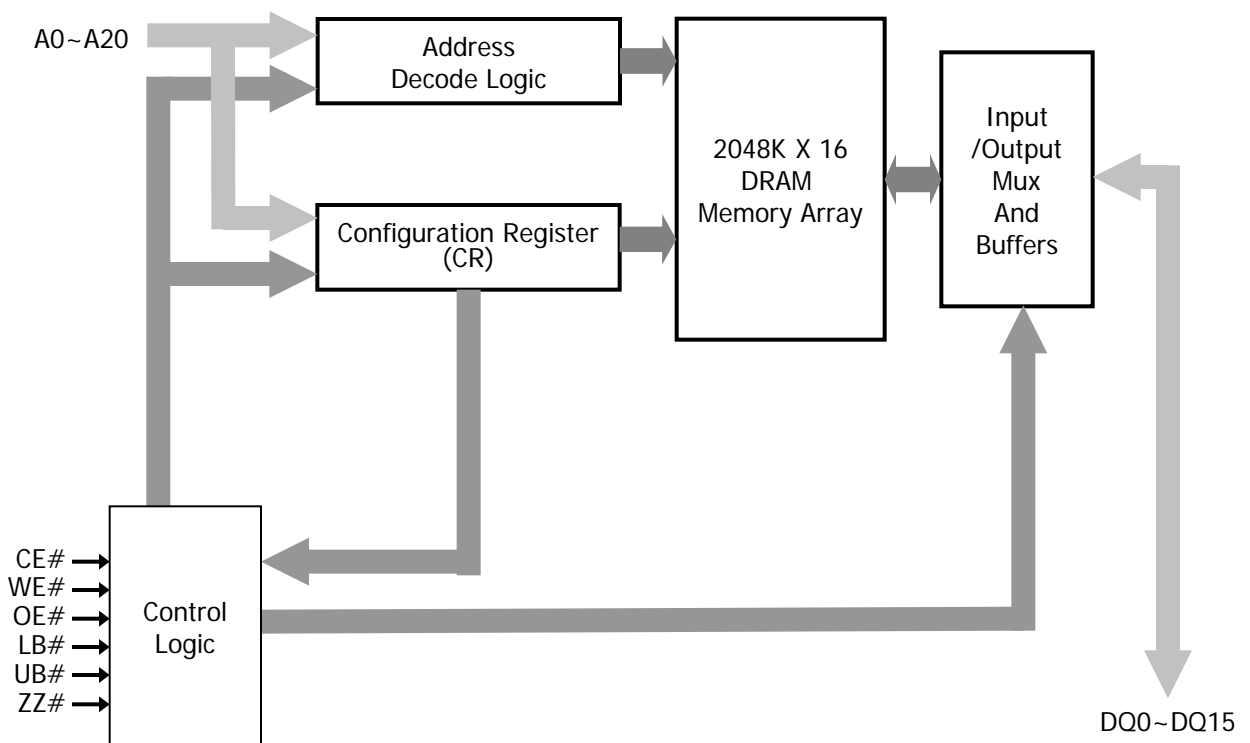 A0~A20
Address
Decode Logic
Configuration Register
(CR)
2048K X 16
DRAM
Memory Array
Input
/Output
Mux
And
Buffers
CE#
WE#
OE#
LB#
UB#
ZZ#
Control
Logic
DQ0~DQ15